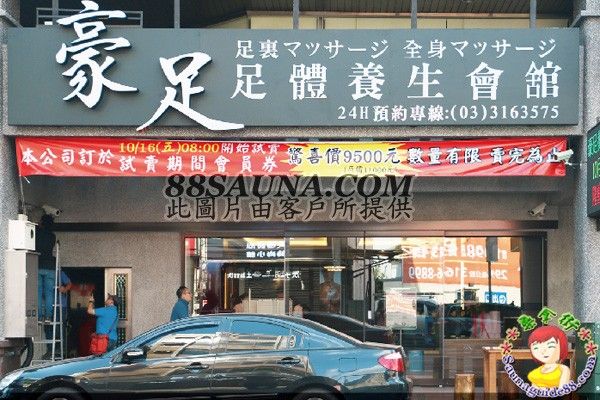 豪足
足裏マッサージ 全身マッサージ
足體養生會舘
24H預約專線:(03)3163575
本公司訂於 10/16(五)08:00開始試賣
試賣期間會員券 驚喜價9500元 數量有限 賣完為止
88SAUNA.COM
此圖片由客戶所提供
Saunaguide88.com